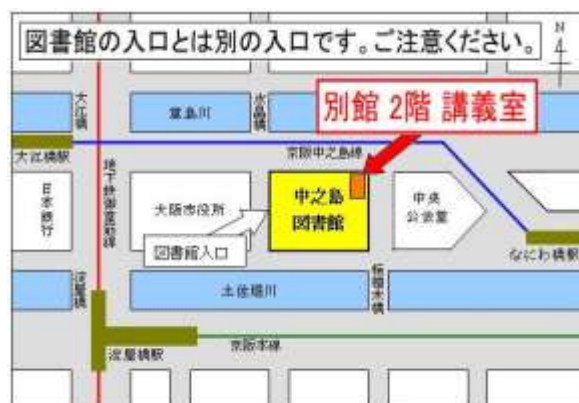 図書館の入口とは別の入口です。ご注意ください。
N
大江橋
堂島川
水晶橋
別館 2階 講義室
大江橋駅
京阪中之島線
地下鉄御堂筋線
日本銀行
大阪市役所
中之島
図書館
中央
公会堂
図書館入口
なにわ橋駅
淀屋橋
土佐堀川
栴檀木橋
京阪本線
淀屋橋駅